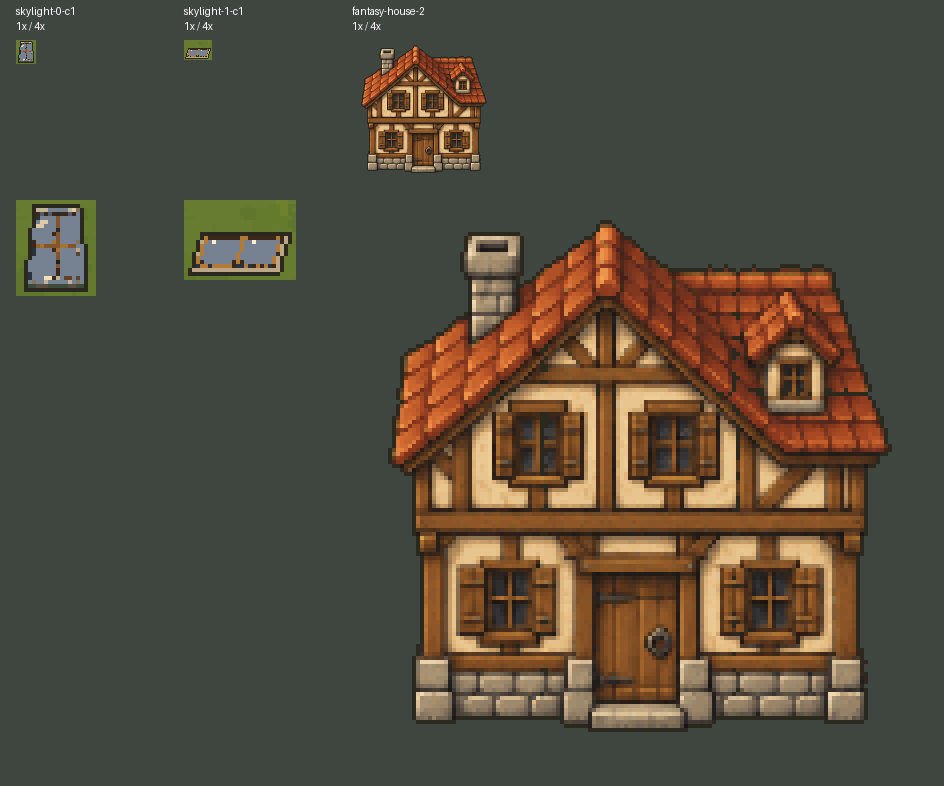 skylight-0-c1
1x / 4x
skylight-1-c1
1x / 4x
fantasy-house-2
1x / 4x